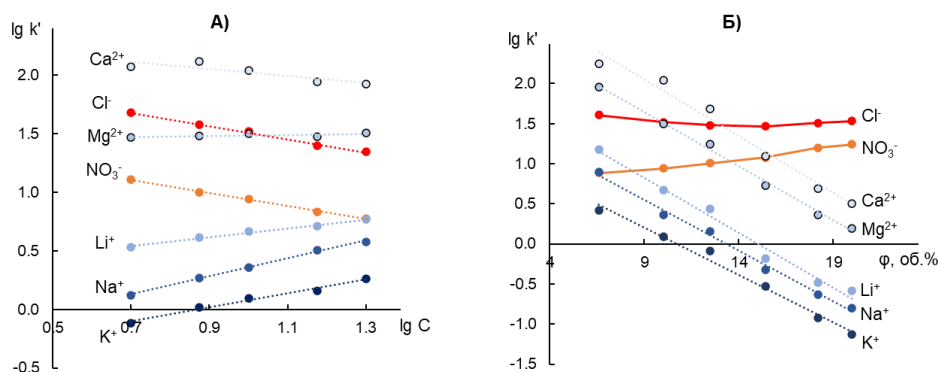 lg k'
А)
2.0
1.5
1.0
0.5
0.0
-0.5
0.5
0.7
0.9
1.1
1.3
lg C
Ca²⁺
Cl⁻
Mg²⁺
NO₃⁻
Li⁺
Na⁺
K⁺
lg k'
Б)
2.5
2.0
1.5
1.0
0.5
0.0
-0.5
-1.0
-1.5
4
9
14
19
φ, об.%
Cl⁻
NO₃⁻
Ca²⁺
Mg²⁺
Li⁺
Na⁺
K⁺